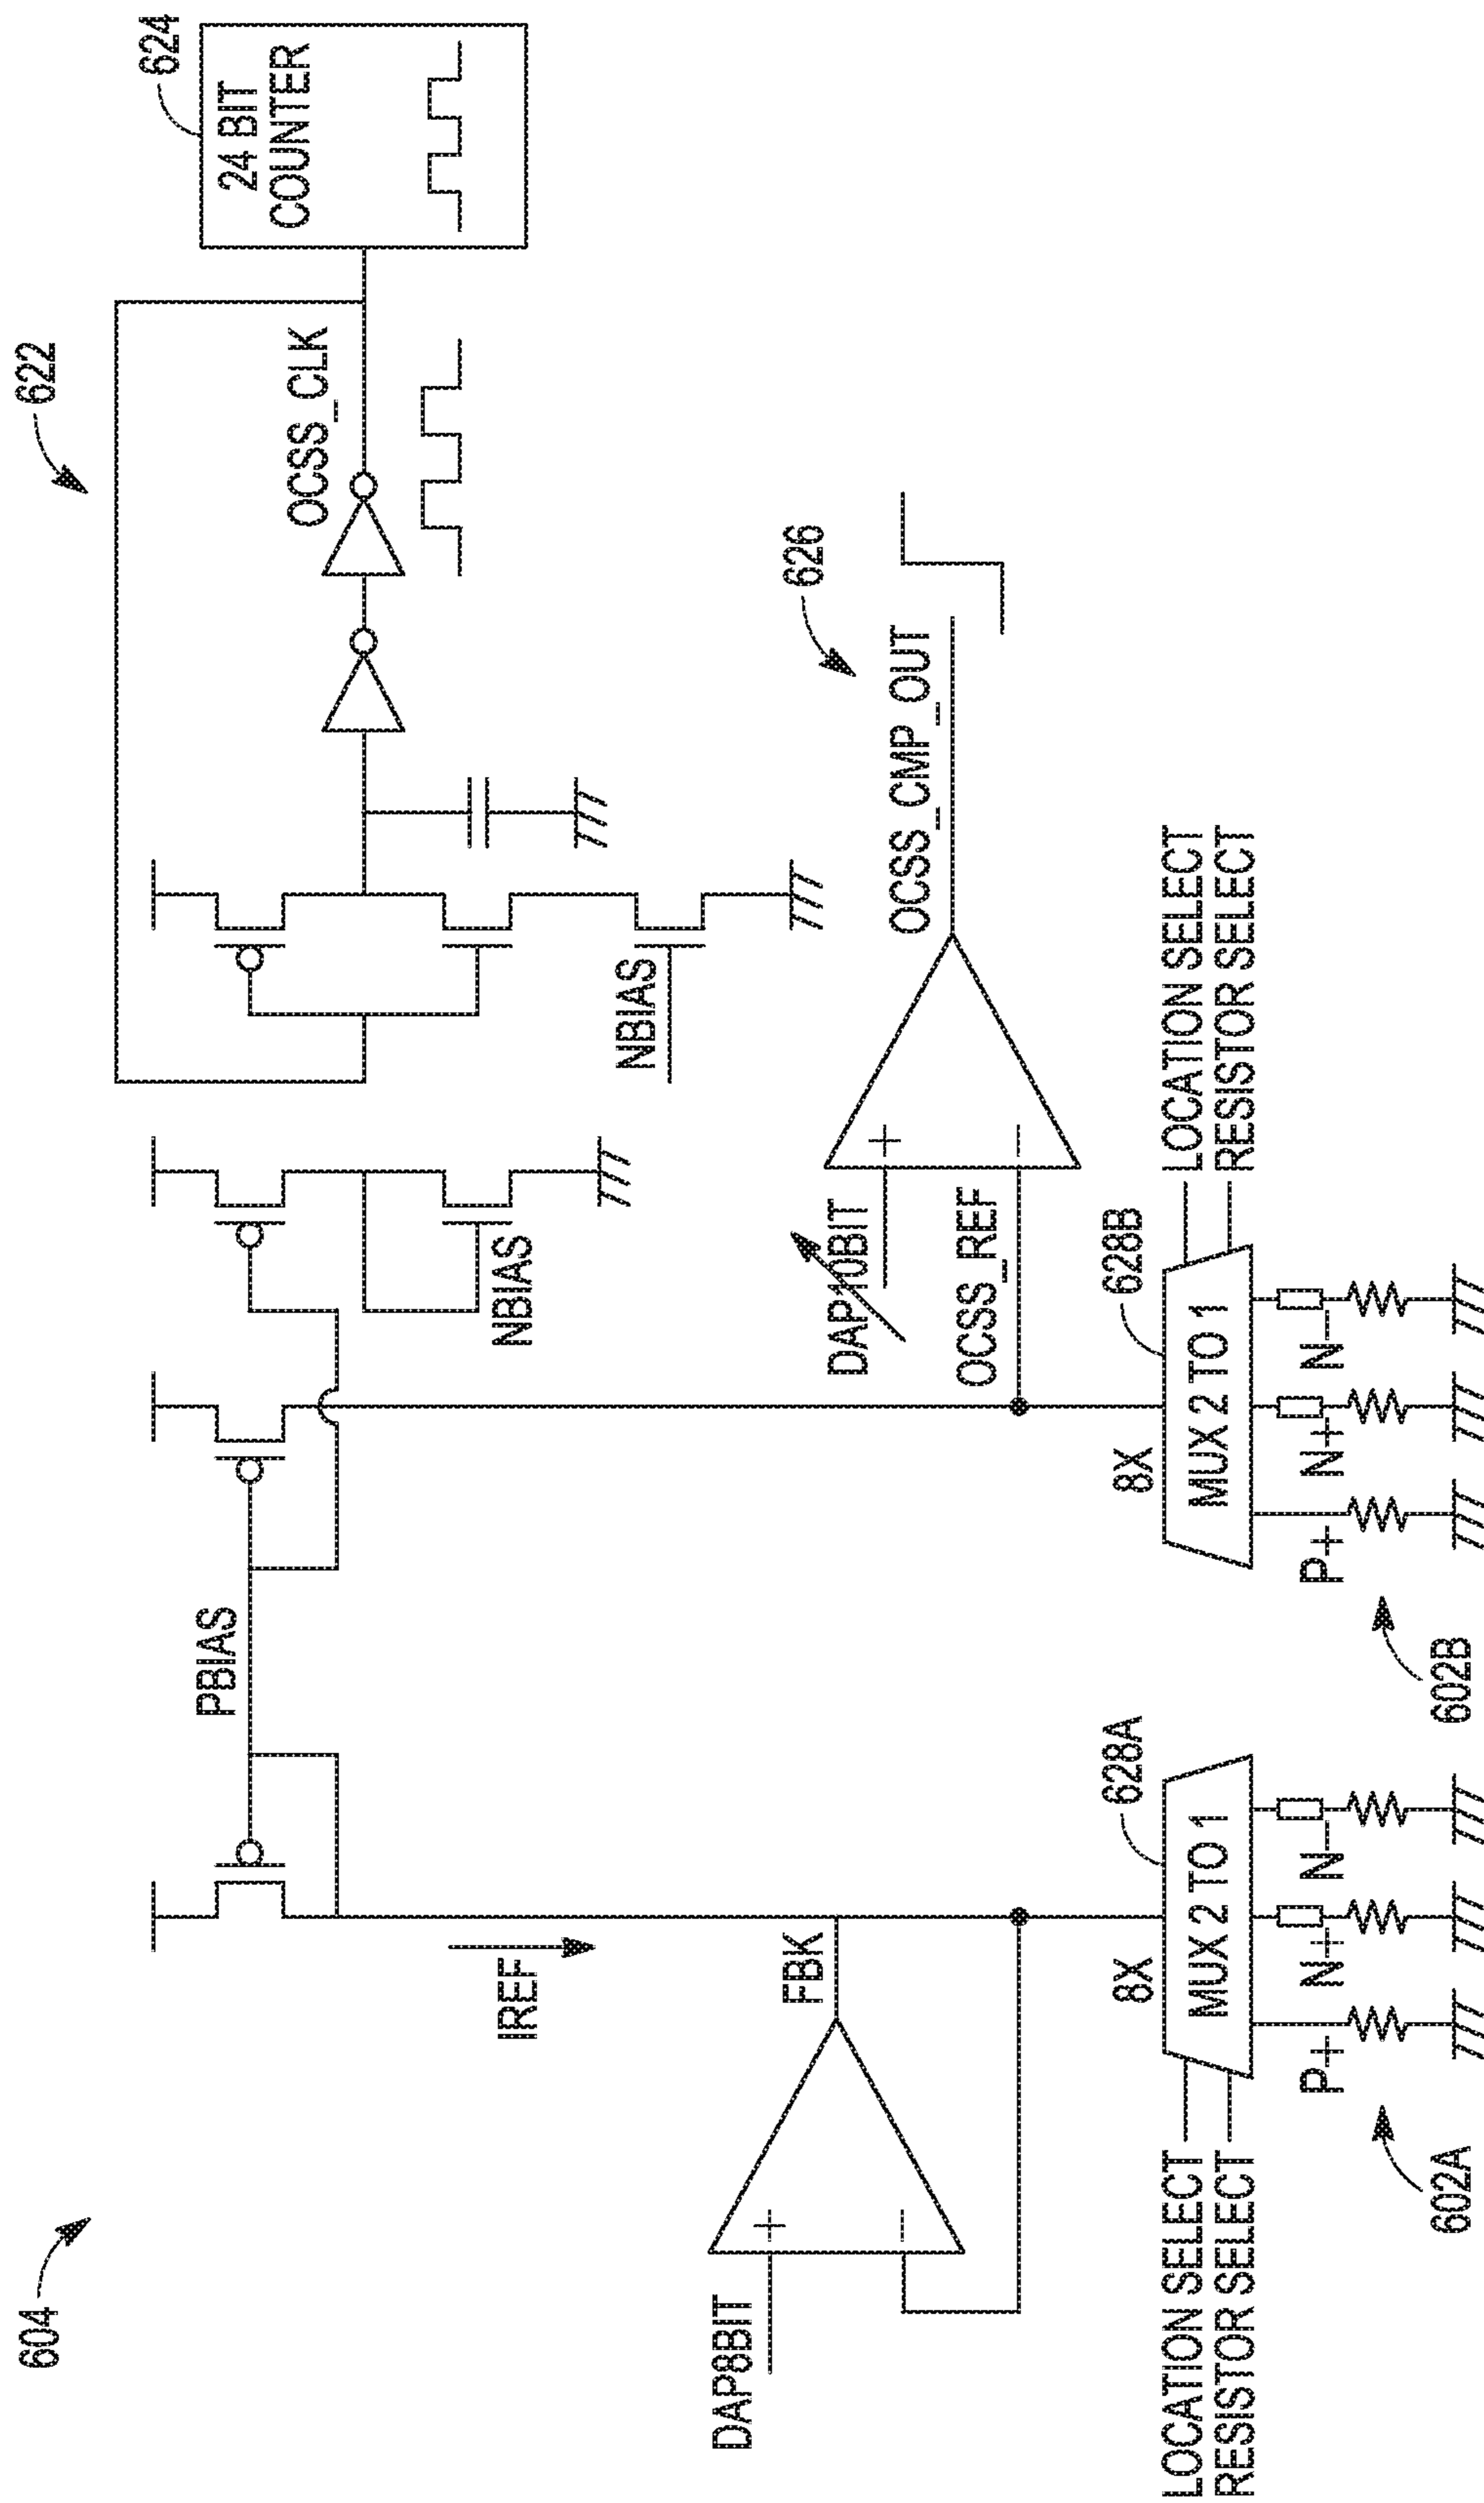 604
622
624
24 BIT
COUNTER
PBIAS
OCSS_CLK
NBIAS
NBIAS
IREF
626
DAP8BIT
FBK
DAP10BIT
OCSS_CMP_OUT
OCSS_REF
628A
628B
8X
8X
LOCATION SELECT
RESISTOR SELECT
MUX 2 TO 1
MUX 2 TO 1
LOCATION SELECT
RESISTOR SELECT
P+
N+
N—
P+
N+
N—
602A
602B